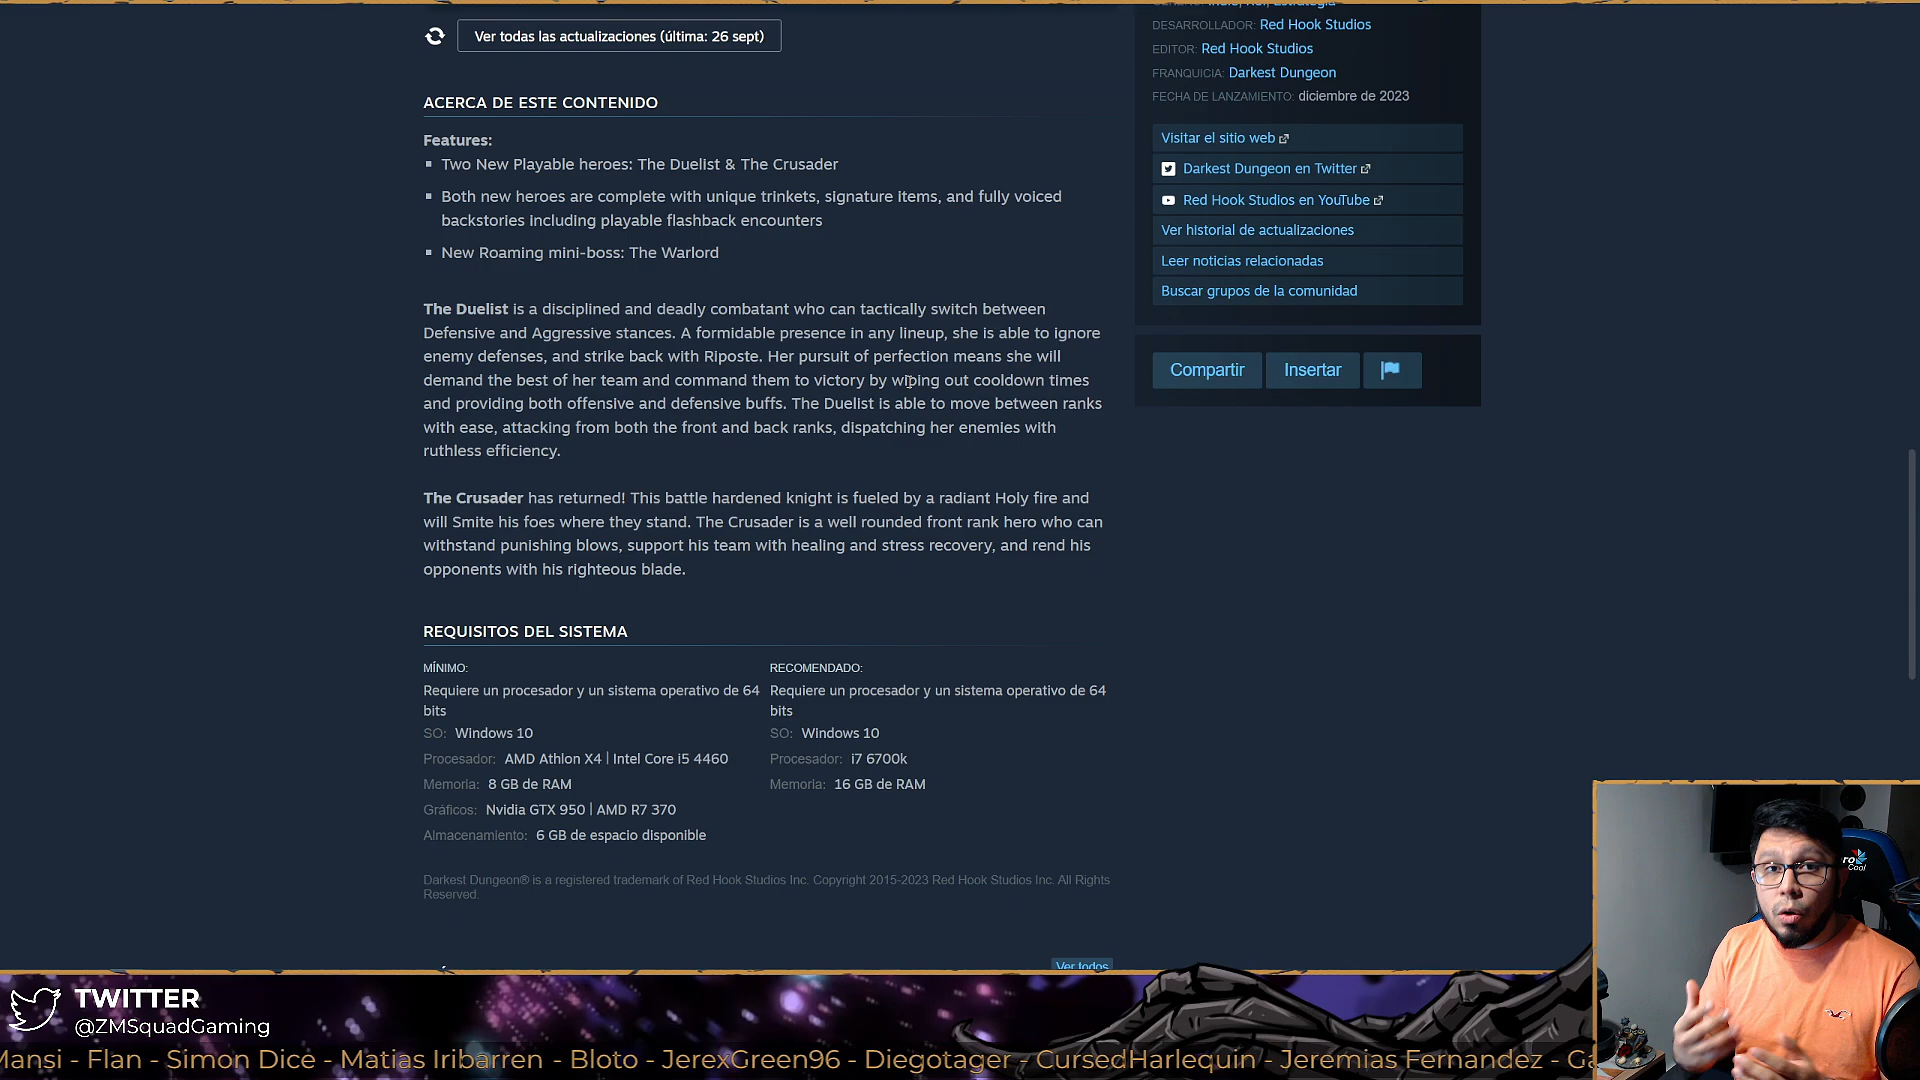 Ver todas las actualizaciones (última: 26 sept)
ACERCA DE ESTE CONTENIDO
Features:
Two New Playable heroes: The Duelist & The Crusader
Both new heroes are complete with unique trinkets, signature items, and fully voiced
backstories including playable flashback encounters
New Roaming mini-boss: The Warlord
The Duelist is a disciplined and deadly combatant who can tactically switch between
Defensive and Aggressive stances. A formidable presence in any lineup, she is able to ignore
enemy defenses, and strike back with Riposte. Her pursuit of perfection means she will
demand the best of her team and command them to victory by wiping out cooldown times
and providing both offensive and defensive buffs. The Duelist is able to move between ranks
with ease, attacking from both the front and back ranks, dispatching her enemies with
ruthless efficiency.
The Crusader has returned! This battle hardened knight is fueled by a radiant Holy fire and
will Smite his foes where they stand. The Crusader is a well rounded front rank hero who can
withstand punishing blows, support his team with healing and stress recovery, and rend his
opponents with his righteous blade.
REQUISITOS DEL SISTEMA
MÍNIMO:
Requiere un procesador y un sistema operativo de 64
bits
SO: Windows 10
Procesador: AMD Athlon X4 | Intel Core i5 4460
Memoria: 8 GB de RAM
Gráficos: Nvidia GTX 950 | AMD R7 370
Almacenamiento: 6 GB de espacio disponible
RECOMENDADO:
Requiere un procesador y un sistema operativo de 64
bits
SO: Windows 10
Procesador: i7 6700k
Memoria: 16 GB de RAM
Darkest Dungeon® is a registered trademark of Red Hook Studios Inc. Copyright 2015-2023 Red Hook Studios Inc. All Rights
Reserved.
Ver todos
DESARROLLADOR: Red Hook Studios
EDITOR: Red Hook Studios
FRANQUICIA: Darkest Dungeon
FECHA DE LANZAMIENTO: diciembre de 2023
Visitar el sitio web
Darkest Dungeon en Twitter
Red Hook Studios en YouTube
Ver historial de actualizaciones
Leer noticias relacionadas
Buscar grupos de la comunidad
Compartir
Insertar
TWITTER
@ZMSquadGaming
Mansi - Flan - Simon Dice - Matias Iribarren - Bloto - JerexGreen96 - Diegotager - CursedHarlequin - Jeremias Fernandez -